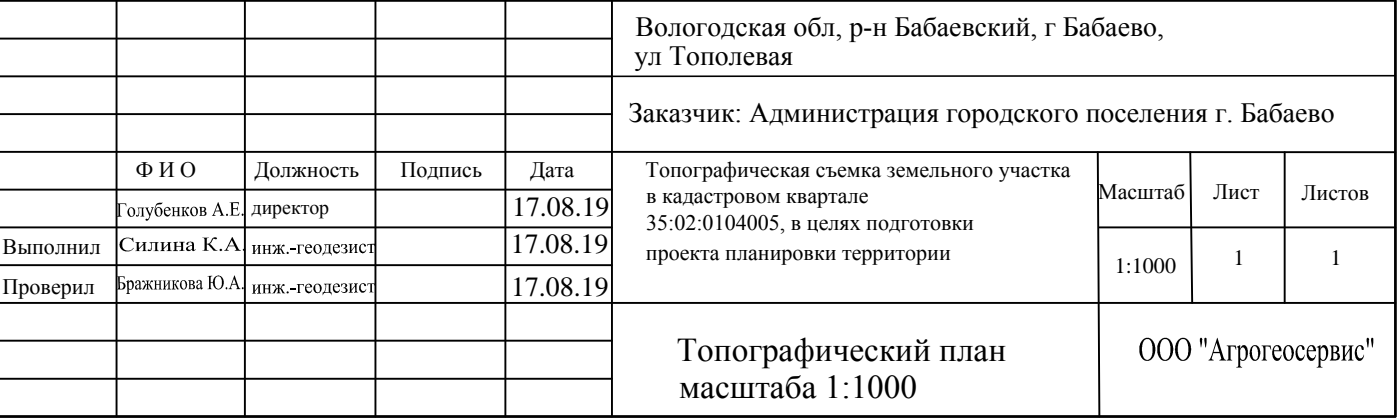 Вологодская обл, р-н Бабаевский, г Бабаево,
ул Тополевая
Заказчик: Администрация городского поселения г. Бабаево
Ф И О Должность Подпись Дата
Голубенков А.Е. директор 17.08.19
Выполнил Силина К.А. инж.-геодезист 17.08.19
Проверил Бражникова Ю.А. инж.-геодезист 17.08.19
Топографическая съемка земельного участка
в кадастровом квартале
35:02:0104005, в целях подготовки
проекта планировки территории
Масштаб Лист Листов
1:1000 1 1
Топографический план
масштаба 1:1000
ООО "Агрогеосервис"